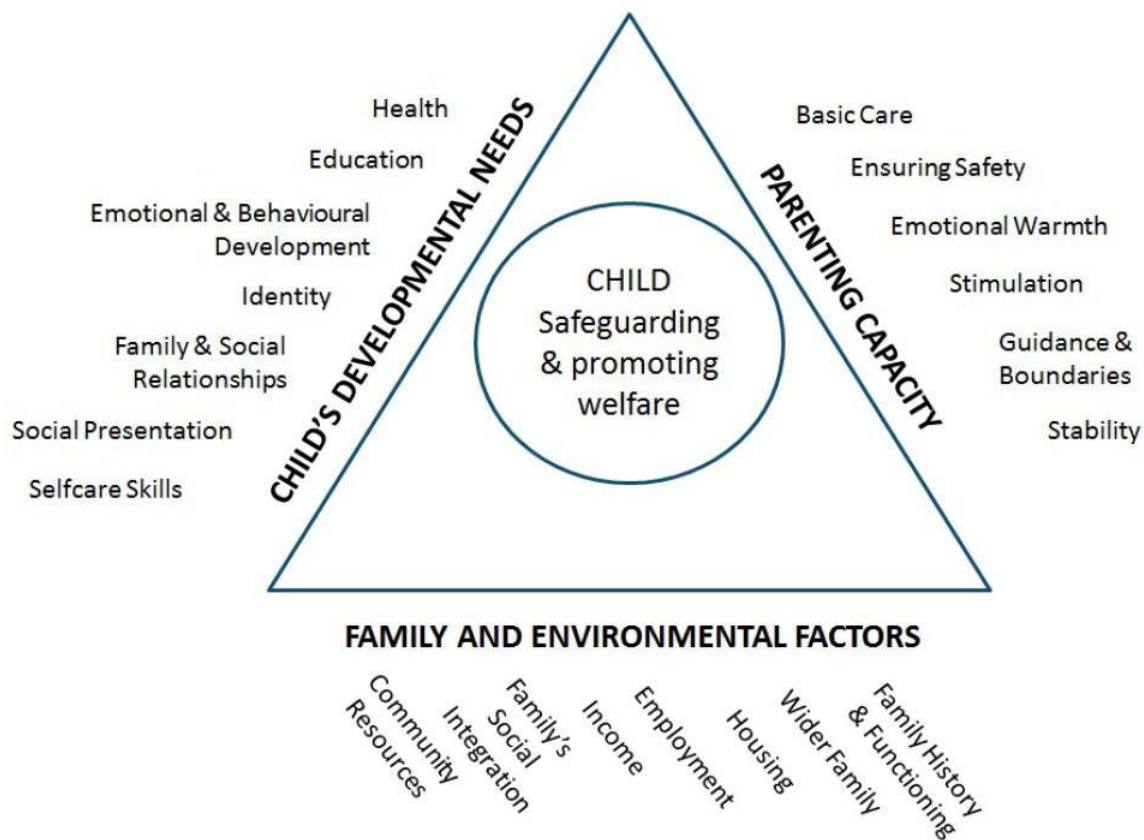 Health
Education
Emotional & Behavioural
Development
Identity
Family & Social
Relationships
Social Presentation
Selfcare Skills
CHILD'S DEVELOPMENTAL NEEDS
CHILD
Safeguarding
& promoting
welfare
PARENTING CAPACITY
Basic Care
Ensuring Safety
Emotional Warmth
Stimulation
Guidance &
Boundaries
Stability
FAMILY AND ENVIRONMENTAL FACTORS
Community
Resources
Family's
Social
Integration
Income
Employment
Housing
Wider Family
Family History
& Functioning